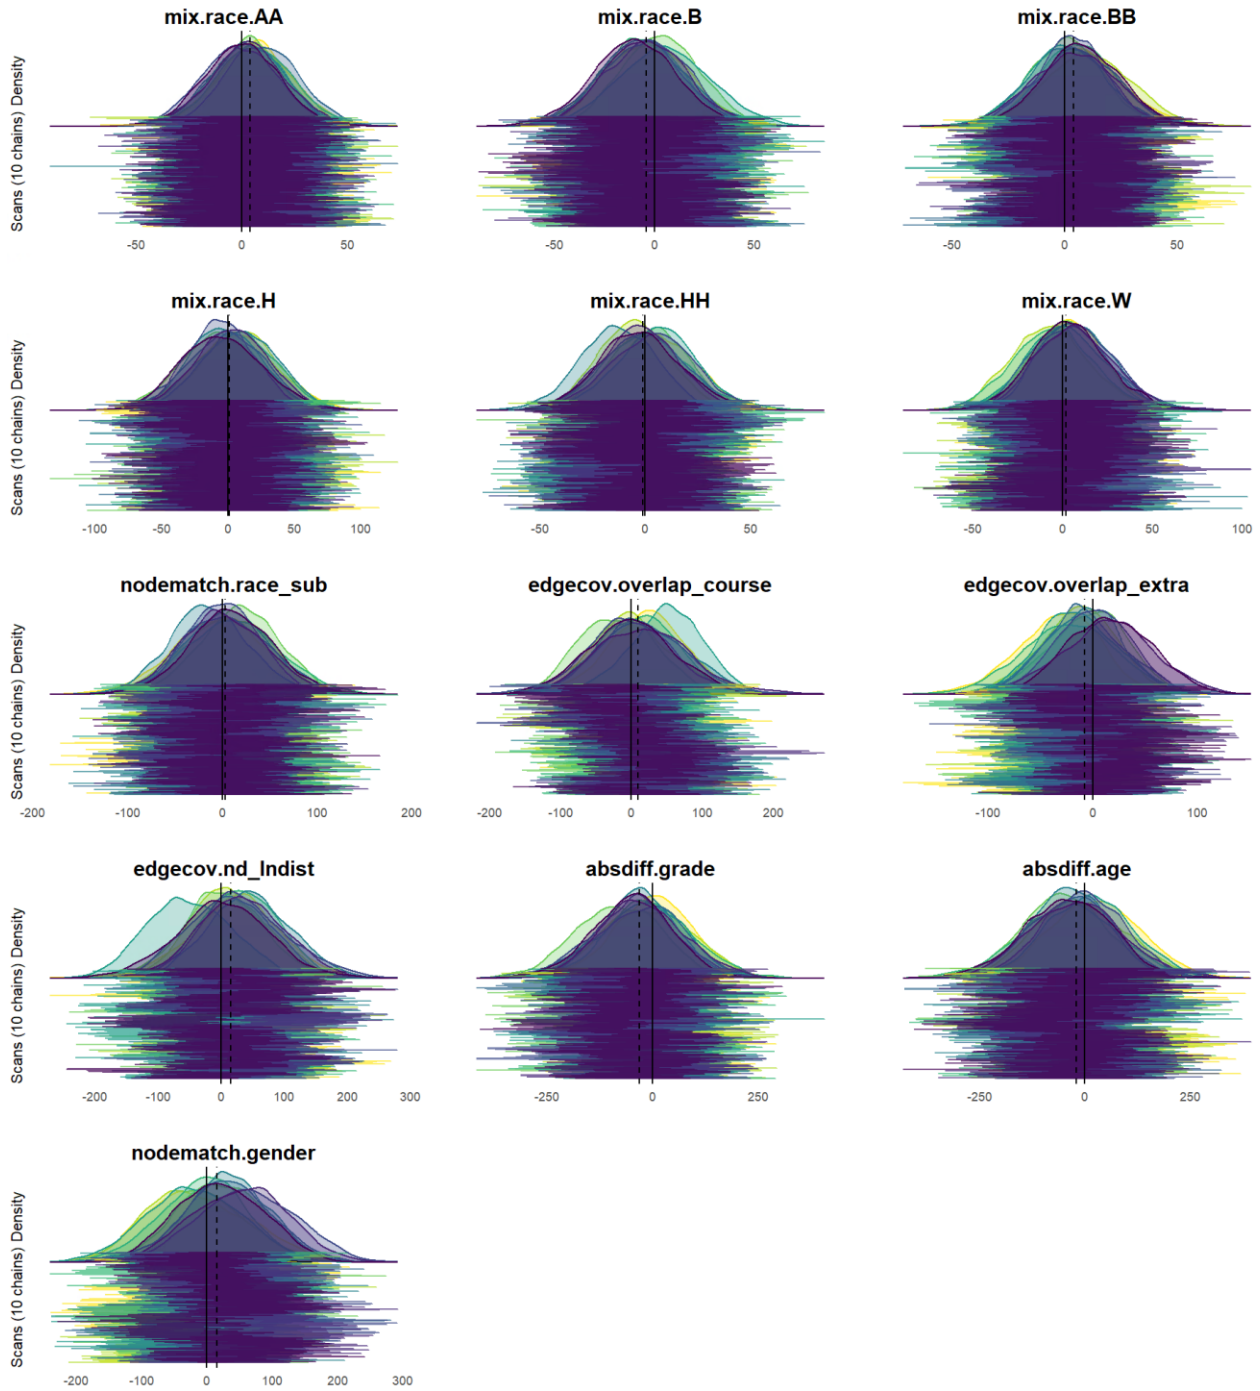 mix.race.AA mix.race.B mix.race.BB
Scans (10 chains) Density
-50 0 50 -50 0 50 -50 0 50
mix.race.H mix.race.HH mix.race.W
Scans (10 chains) Density
-100 -50 0 50 100 -50 0 50 -50 0 50 100
nodematch.race_sub edgecov.overlap_course edgecov.overlap_extra
Scans (10 chains) Density
-200 -100 0 100 200 -200 -100 0 100 200 -100 0 100
edgecov.nd_lndist absdiff.grade absdiff.age
Scans (10 chains) Density
-200 -100 0 100 200 300 -250 0 250 -250 0 250
nodematch.gender
Scans (10 chains) Density
-200 -100 0 100 200 300